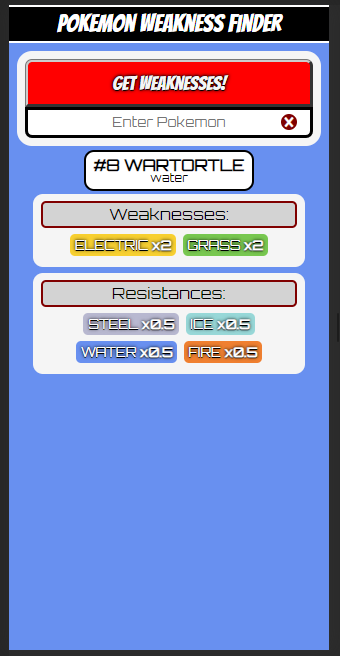 POKEMON WEAKNESS FINDER
GET WEAKNESSES!
Enter Pokemon
#8 WARTORTLE
water
Weaknesses:
ELECTRIC x2 GRASS x2
Resistances:
STEEL x0.5 ICE x0.5
WATER x0.5 FIRE x0.5